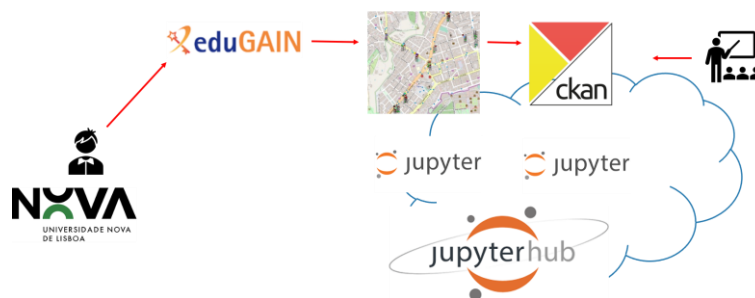 eduGAIN
ckan
jupyter
jupyter
NOVA
UNIVERSIDADE NOVA
DE LISBOA
jupyterhub